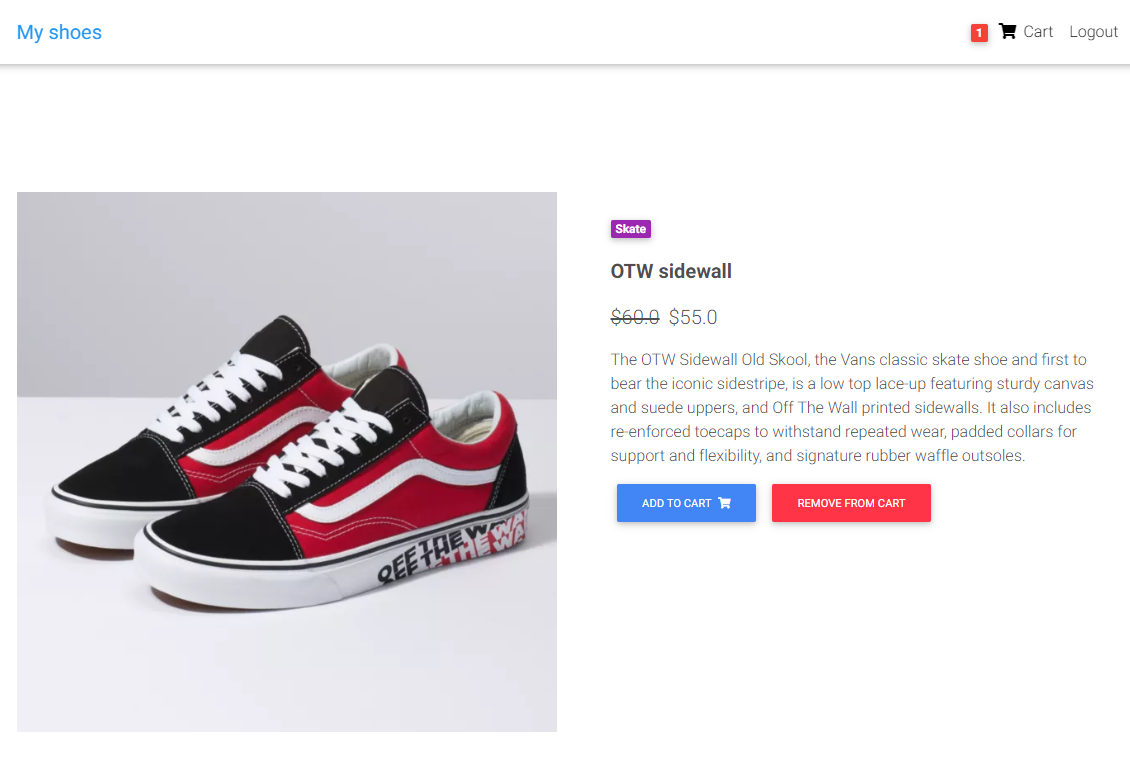 My shoes
1 Cart Logout
Skate
OTW sidewall
$60.0 $55.0
The OTW Sidewall Old Skool, the Vans classic skate shoe and first to
bear the iconic sidestripe, is a low top lace-up featuring sturdy canvas
and suede uppers, and Off The Wall printed sidewalls. It also includes
re-enforced toecaps to withstand repeated wear, padded collars for
support and flexibility, and signature rubber waffle outsoles.
ADD TO CART
REMOVE FROM CART